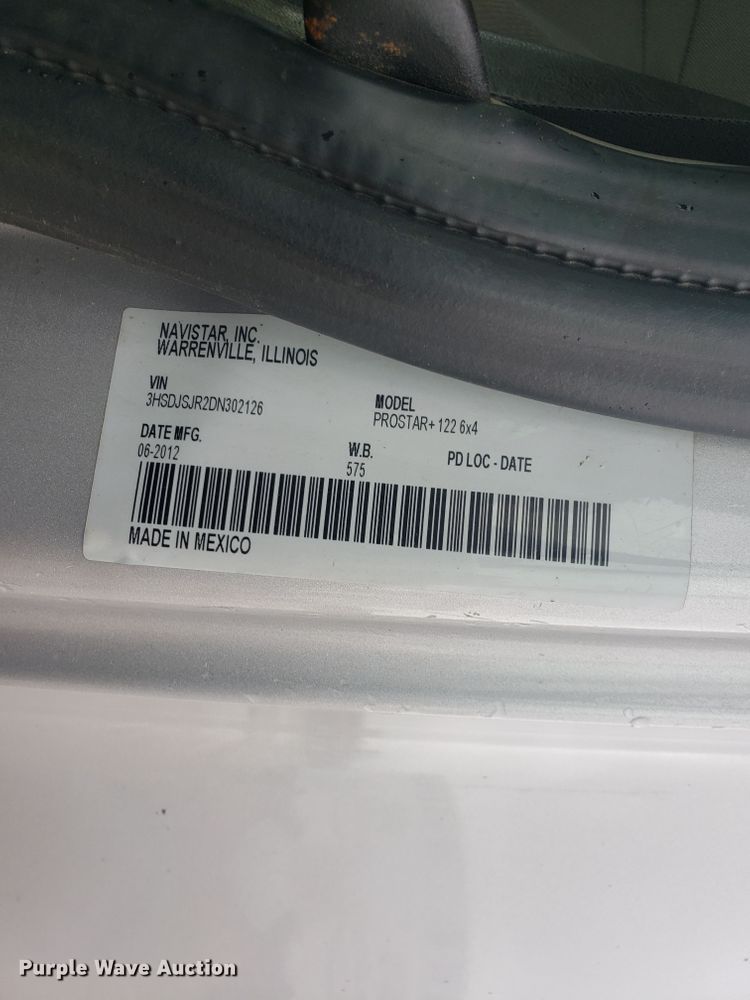 NAVISTAR, INC.
WARRENVILLE, ILLINOIS
VIN
3HSDJSJR2DN302126
MODEL
PROSTAR+ 122 6x4
DATE MFG.
06-2012
W.B.
575
PD LOC - DATE
MADE IN MEXICO
Purple Wave Auction